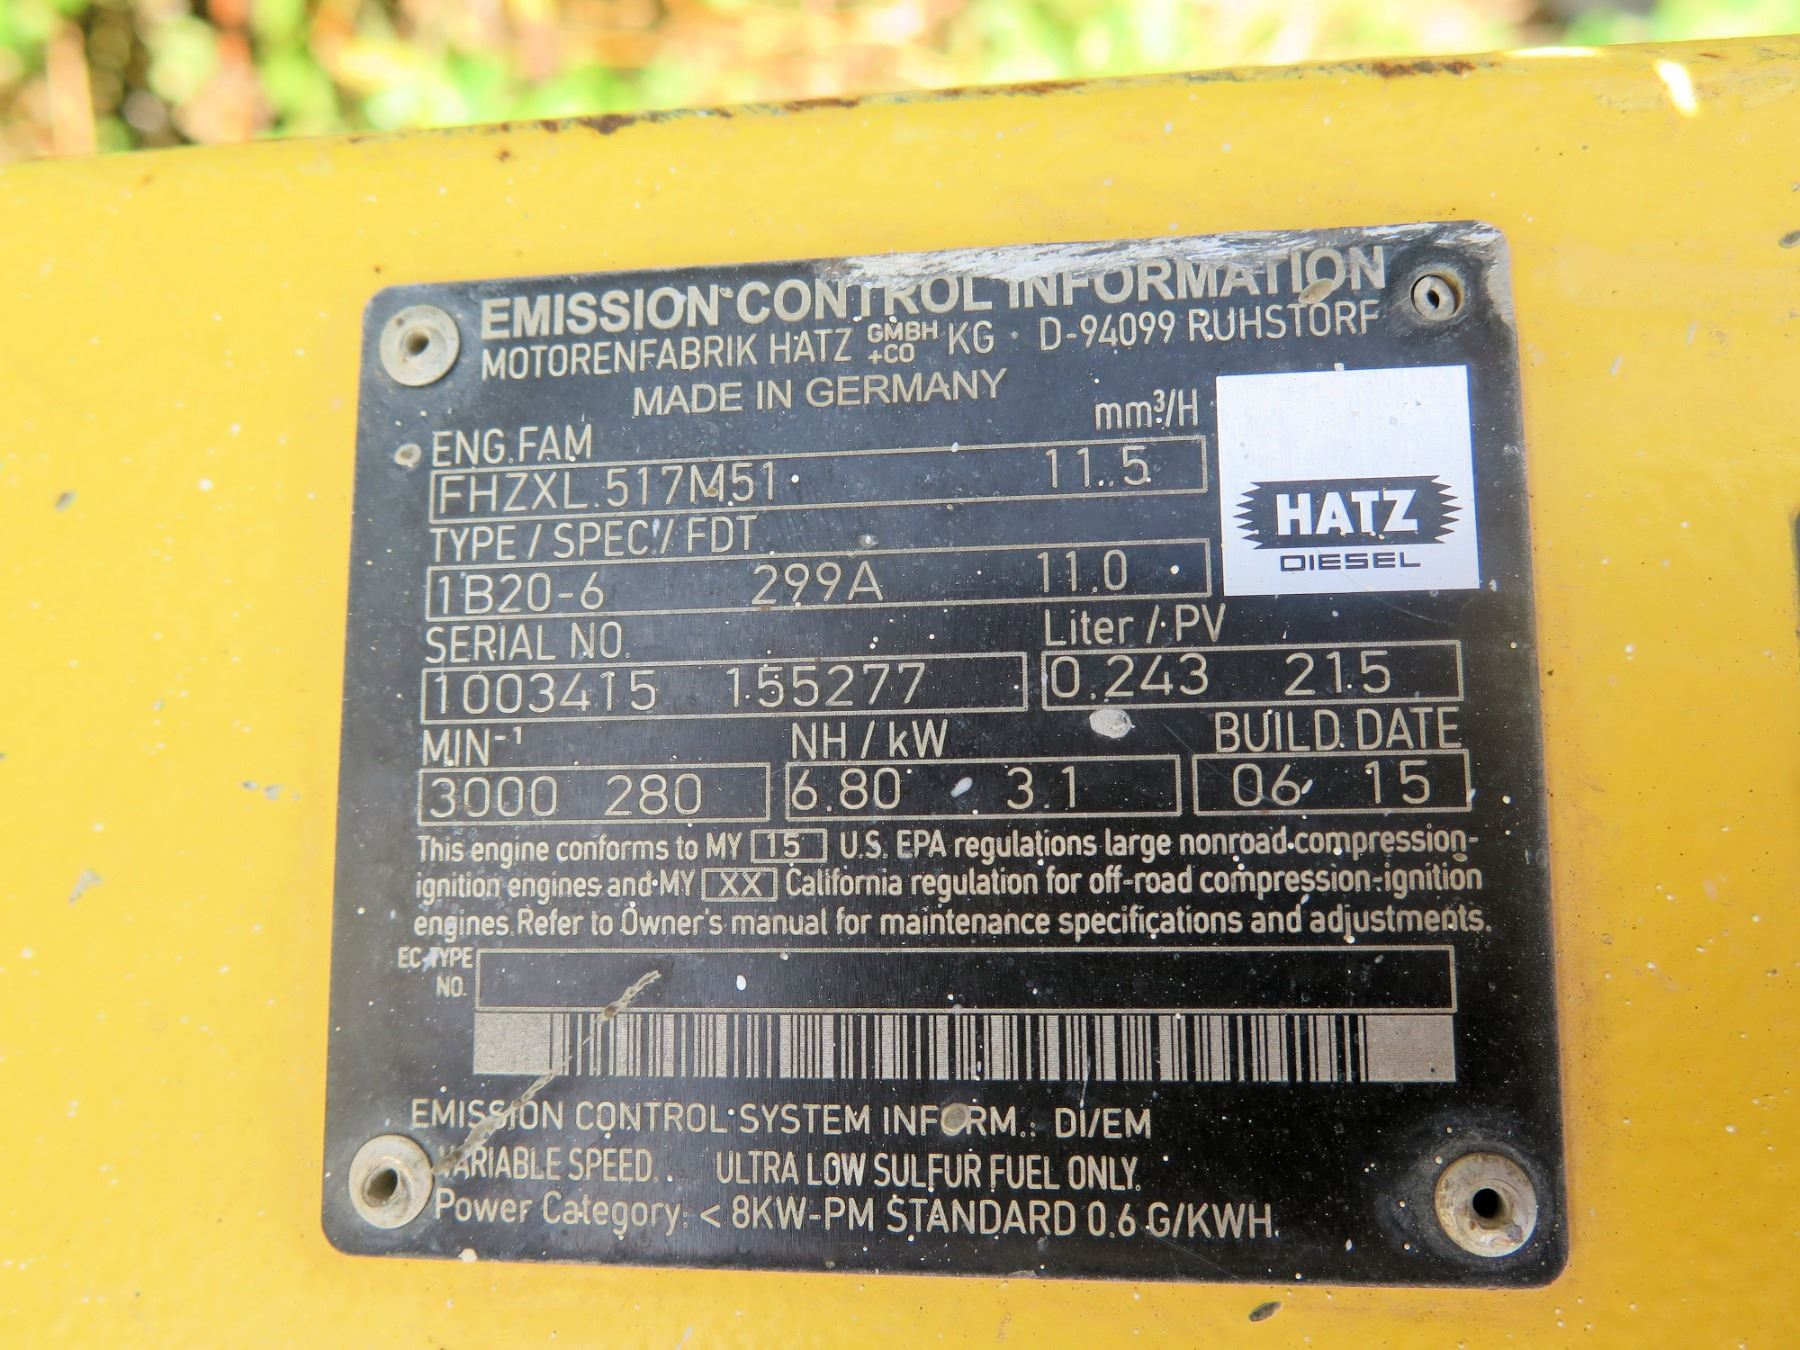 EMISSION CONTROL INFORMATION
MOTORENFABRIK HATZ GMBH +CO KG · D-94099 RUHSTORF
MADE IN GERMANY
mm³/H
ENG.FAM
FHZXL.517M51 11.5
HATZ
DIESEL
TYPE / SPEC / FDT
1B20-6 299A 11.0
SERIAL NO. Liter / PV
1003415 155277 0.243 215
MIN-¹ NH / kW BUILD. DATE
3000 280 6.80 3.1 06 15
This engine conforms to MY 15 U.S. EPA regulations large nonroad compression-
ignition engines and MY XX California regulation for off-road compression-ignition
engines. Refer to Owner's manual for maintenance specifications and adjustments.
EC-TYPE
NO.
EMISSION CONTROL SYSTEM INFORM.: DI/EM
VARIABLE SPEED. ULTRA LOW SULFUR FUEL ONLY.
Power Category: < 8KW-PM STANDARD 0.6 G/KWH.